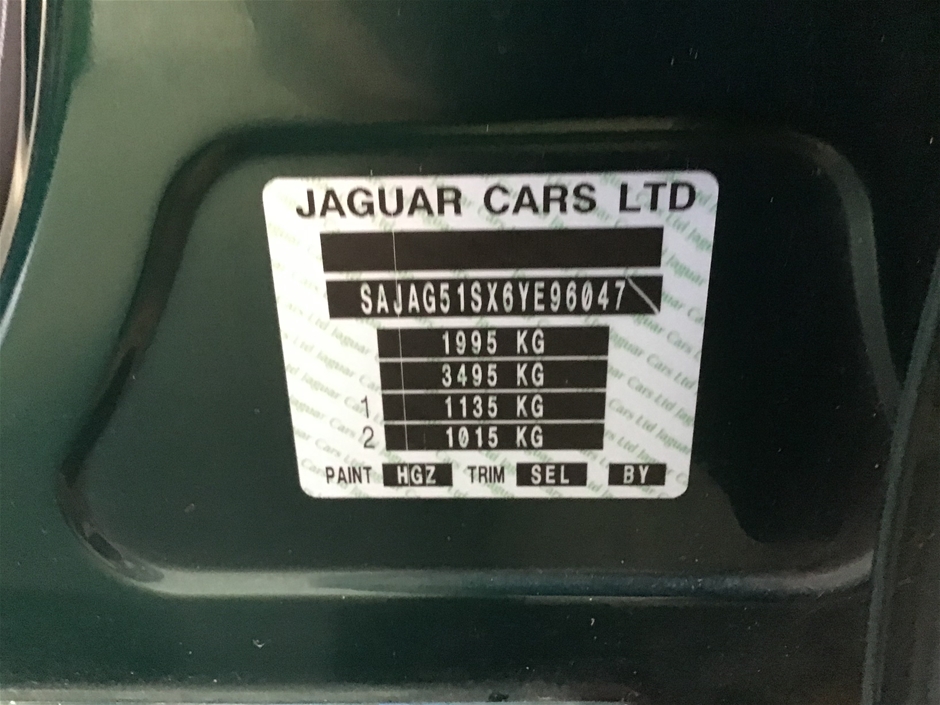 JAGUAR CARS LTD
SAJAG51SX6YE96047
1995 KG
3495 KG
1 1135 KG
2 1015 KG
PAINT HGZ TRIM SEL BY